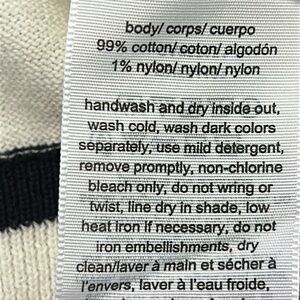 body/ corps/ cuerpo
99% cotton/ coton/ algodón
1% nylon/ nylon/ nylon
handwash and dry inside out,
wash cold, wash dark colors
separately, use mild detergent,
remove promptly, non-chlorine
bleach only, do not wring or
twist, line dry in shade, low
heat iron if necessary, do not
iron embellishments, dry
clean/laver à main et sécher à
l'envers, laver à l'eau froide,